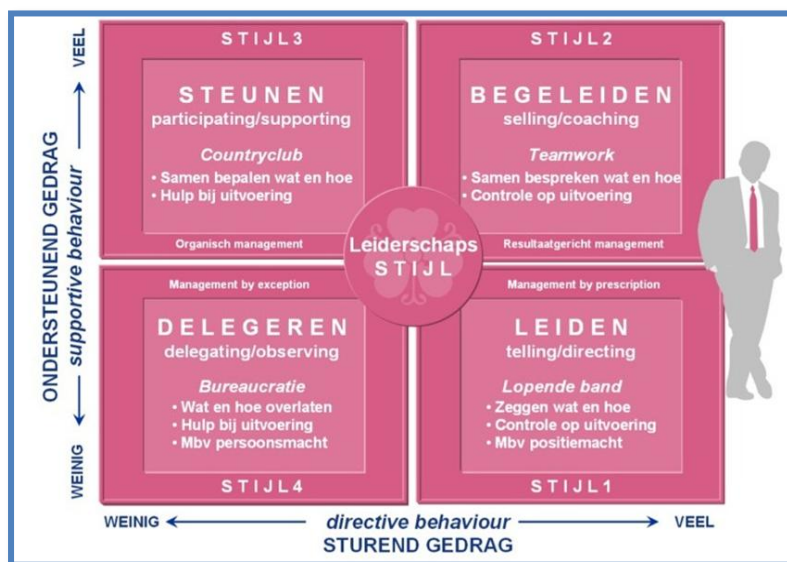 STIJL3
STEUNEN
participating/supporting
Countryclub
• Samen bepalen wat en hoe
• Hulp bij uitvoering
Organisch management
STIJL2
BEGELEIDEN
selling/coaching
Teamwork
• Samen bespreken wat en hoe
• Controle op uitvoering
Resultaatgericht management
Leiderschaps
STIJL
Management by exception
DELEGEREN
delegating/observing
Bureaucratie
• Wat en hoe overlaten
• Hulp bij uitvoering
• Mbv persoonsmacht
STIJL4
Management by prescription
LEIDEN
telling/directing
Lopende band
• Zeggen wat en hoe
• Controle op uitvoering
• Mbv positiemacht
STIJL1
VEEL
ONDERSTEUNEND GEDRAG
supportive behaviour
WEINIG
WEINIG
directive behaviour
VEEL
STUREND GEDRAG